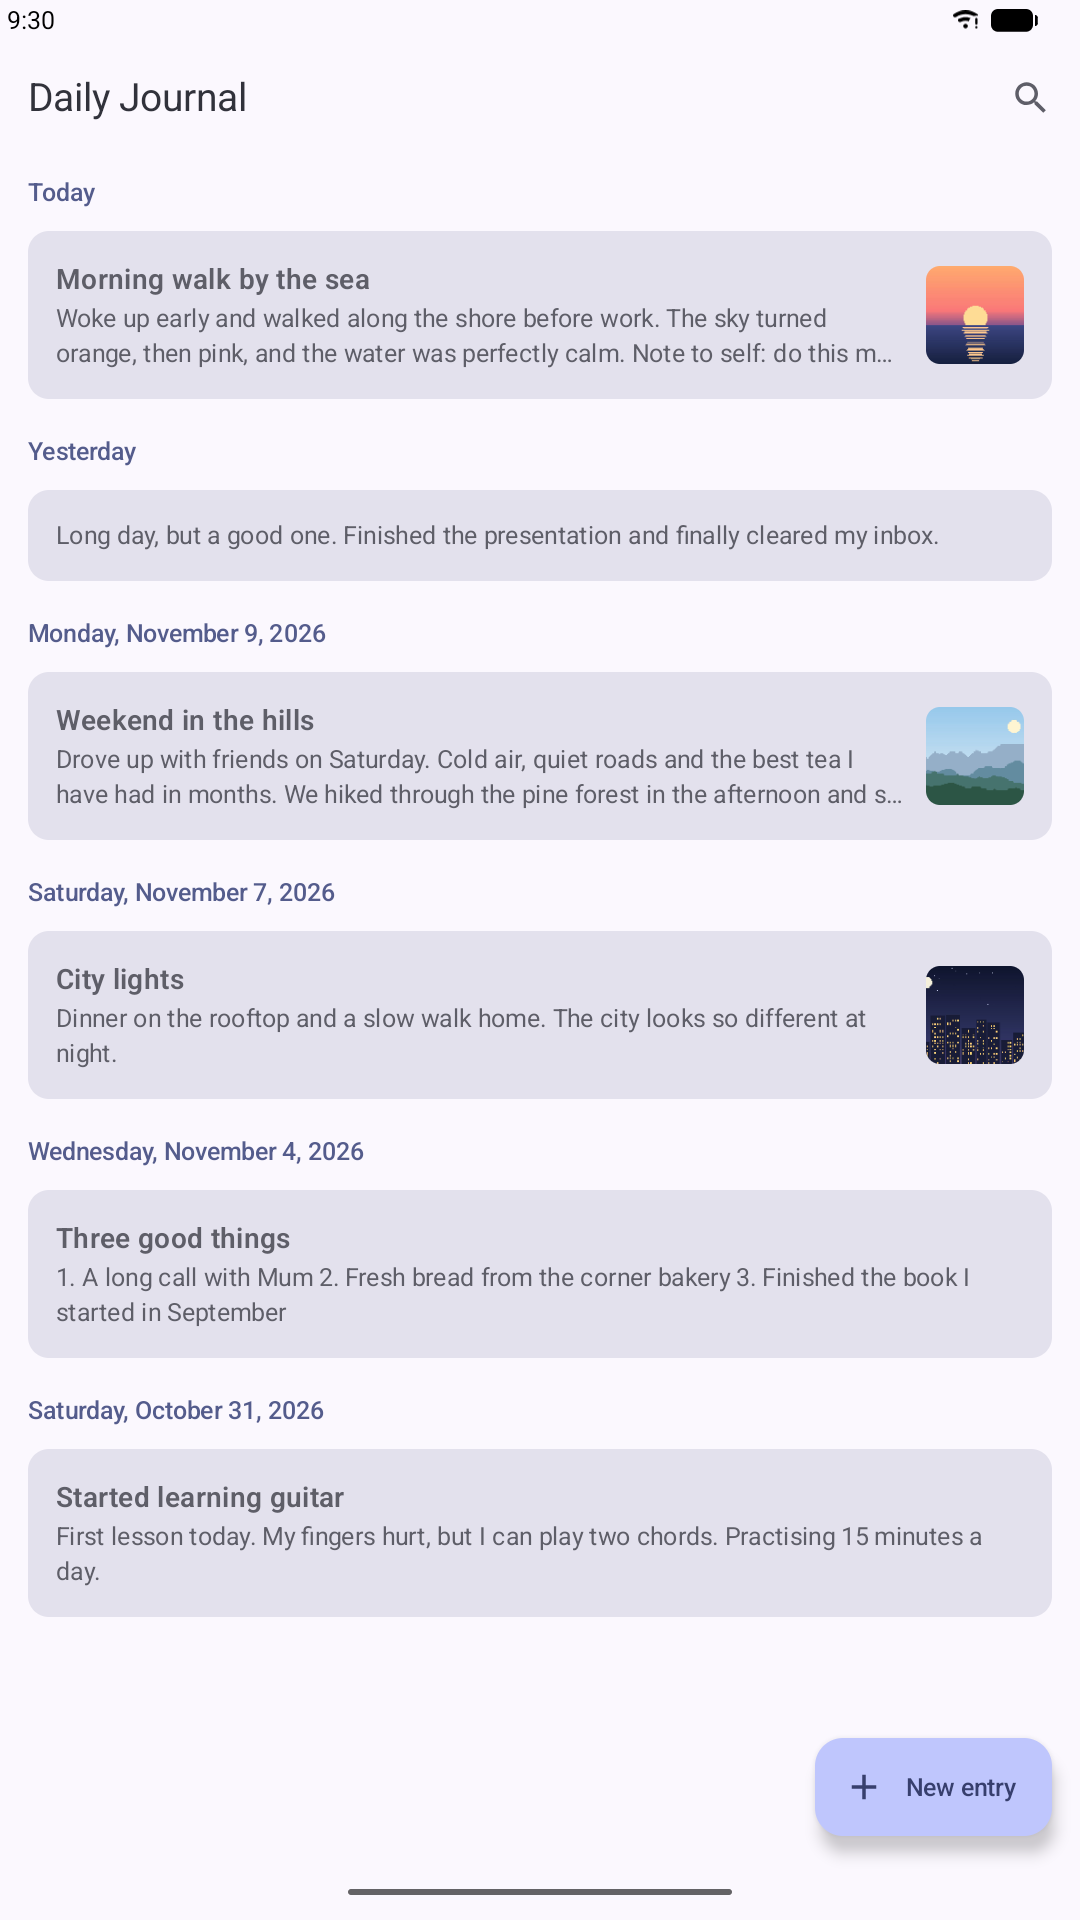 9:30
Daily Journal
Today
Morning walk by the sea
Woke up early and walked along the shore before work. The sky turned
orange, then pink, and the water was perfectly calm. Note to self: do this m…
Yesterday
Long day, but a good one. Finished the presentation and finally cleared my inbox.
Monday, November 9, 2026
Weekend in the hills
Drove up with friends on Saturday. Cold air, quiet roads and the best tea I
have had in months. We hiked through the pine forest in the afternoon and s…
Saturday, November 7, 2026
City lights
Dinner on the rooftop and a slow walk home. The city looks so different at
night.
Wednesday, November 4, 2026
Three good things
1. A long call with Mum 2. Fresh bread from the corner bakery 3. Finished the book I
started in September
Saturday, October 31, 2026
Started learning guitar
First lesson today. My fingers hurt, but I can play two chords. Practising 15 minutes a
day.
New entry